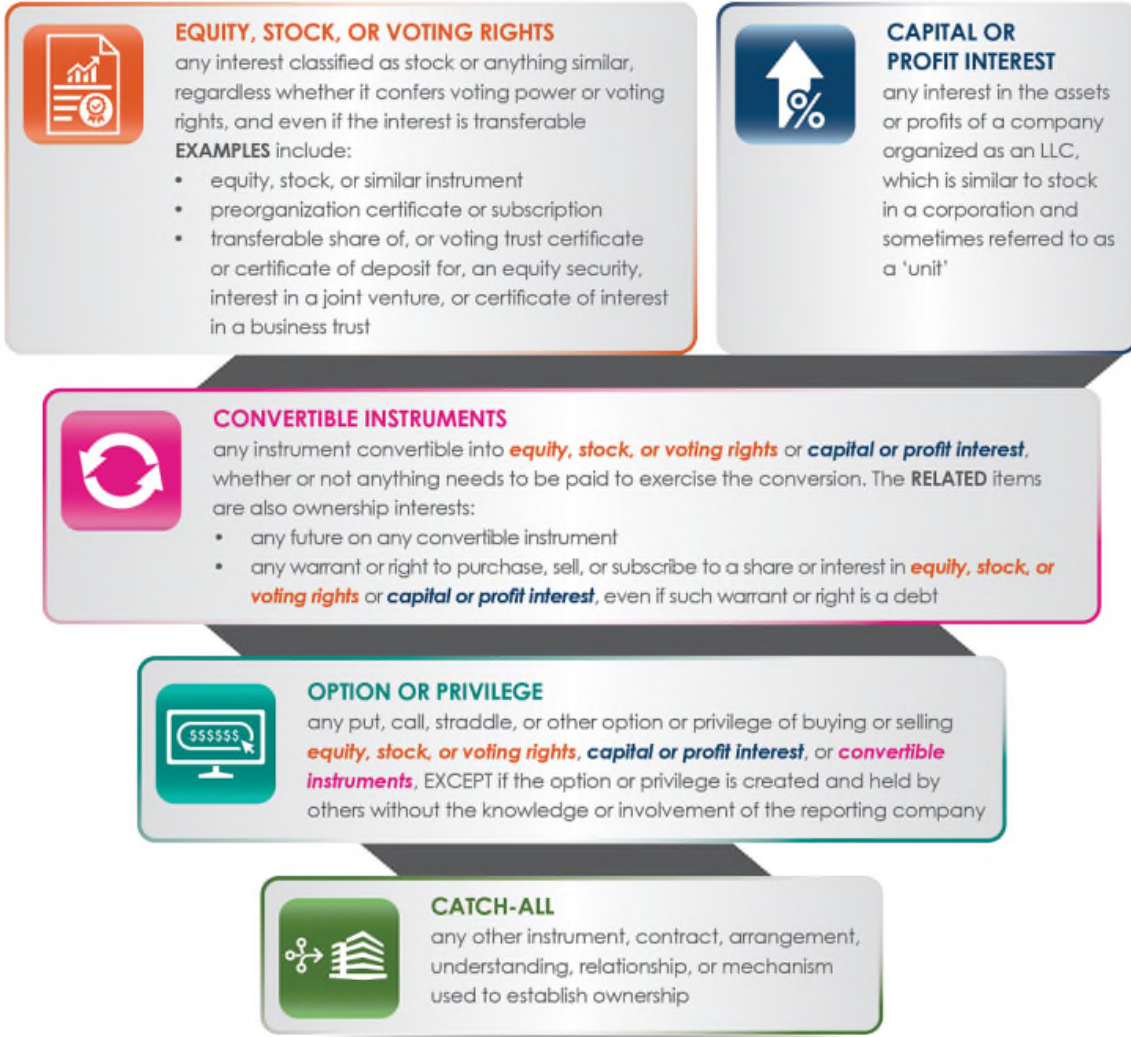 EQUITY, STOCK, OR VOTING RIGHTS
any interest classified as stock or anything similar,
regardless whether it confers voting power or voting
rights, and even if the interest is transferable
EXAMPLES include:
• equity, stock, or similar instrument
• preorganization certificate or subscription
• transferable share of, or voting trust certificate
or certificate of deposit for, an equity security,
interest in a joint venture, or certificate of interest
in a business trust
%
CAPITAL OR
PROFIT INTEREST
any interest in the assets
or profits of a company
organized as an LLC,
which is similar to stock
in a corporation and
sometimes referred to as
a ‘unit’
CONVERTIBLE INSTRUMENTS
any instrument convertible into equity, stock, or voting rights or capital or profit interest,
whether or not anything needs to be paid to exercise the conversion. The RELATED items
are also ownership interests:
• any future on any convertible instrument
• any warrant or right to purchase, sell, or subscribe to a share or interest in equity, stock, or
voting rights or capital or profit interest, even if such warrant or right is a debt
$$$$$$
OPTION OR PRIVILEGE
any put, call, straddle, or other option or privilege of buying or selling
equity, stock, or voting rights, capital or profit interest, or convertible
instruments, EXCEPT if the option or privilege is created and held by
others without the knowledge or involvement of the reporting company
CATCH-ALL
any other instrument, contract, arrangement,
understanding, relationship, or mechanism
used to establish ownership